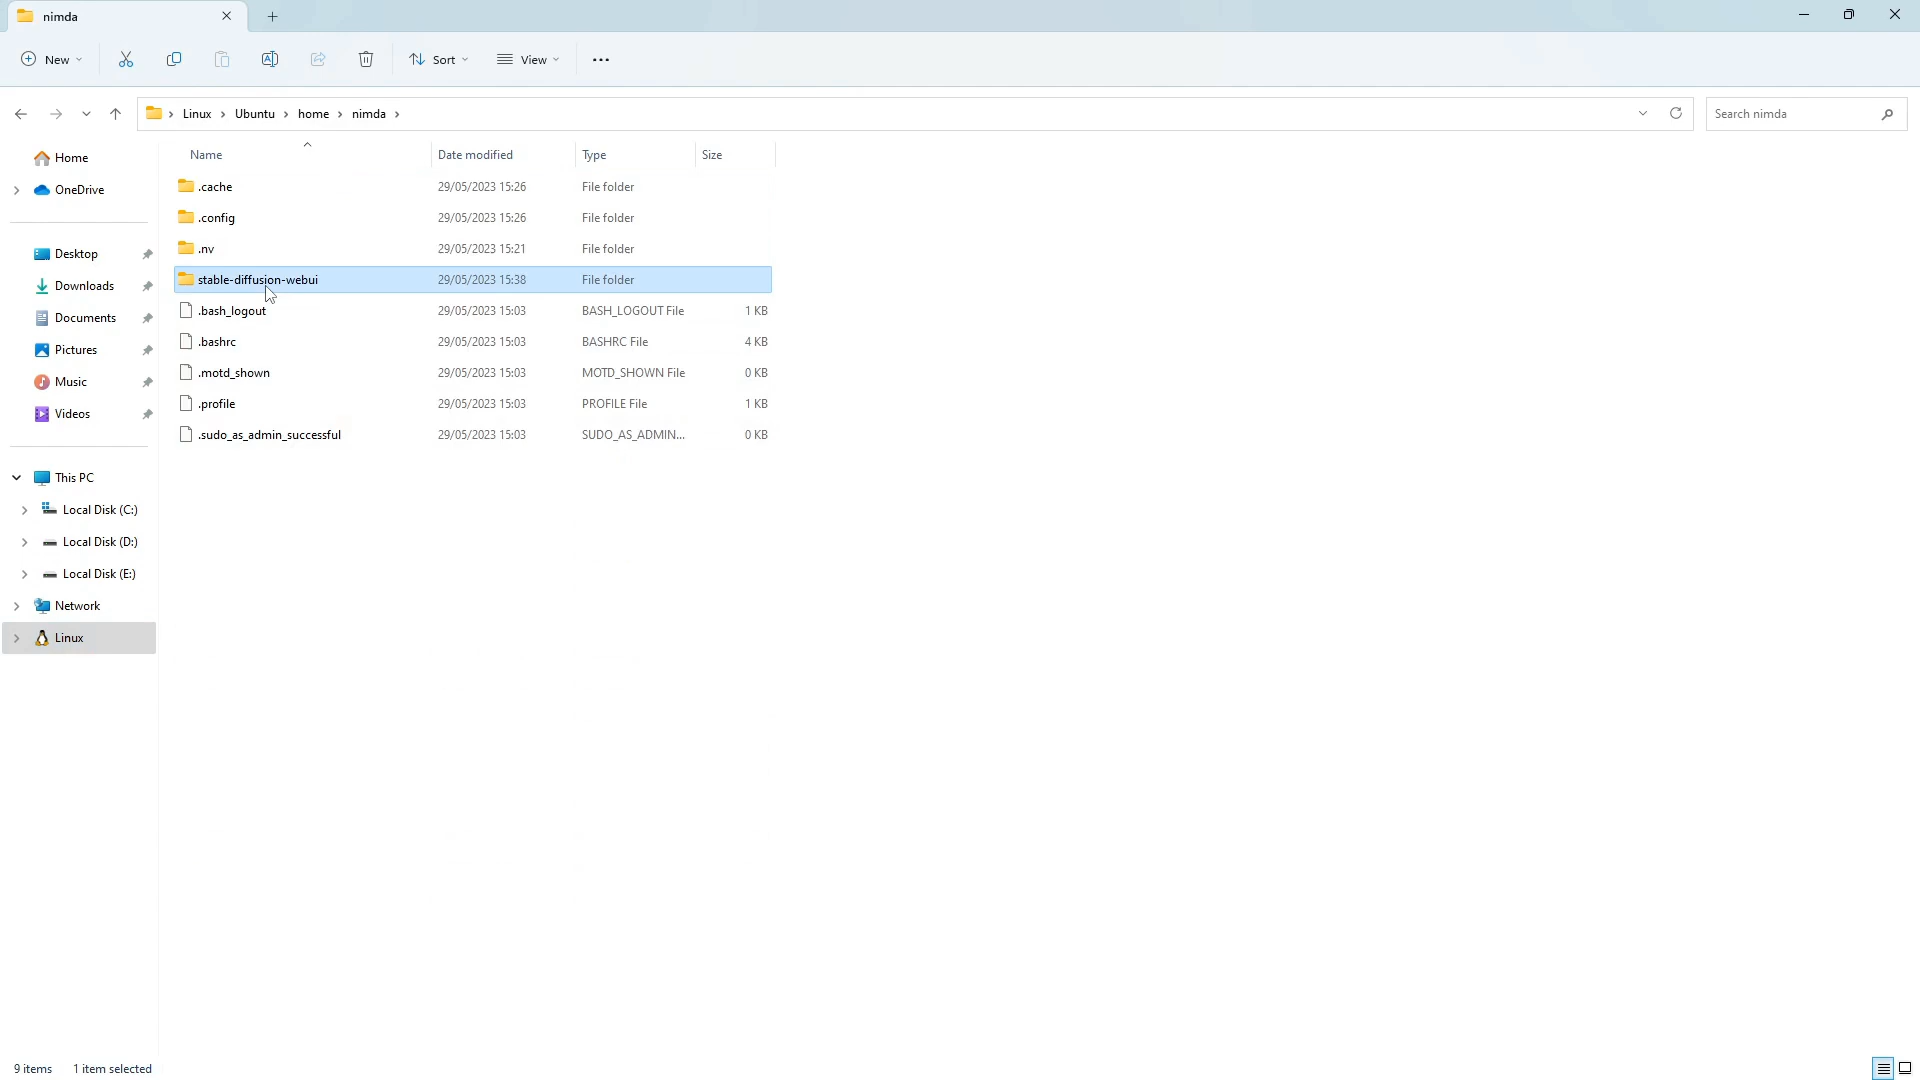 nimda
New
Sort
View
Linux
Ubuntu
home
nimda
Search nimda
Home
OneDrive
Desktop
Downloads
Documents
Pictures
Music
Videos
This PC
Local Disk (C:)
Local Disk (D:)
Local Disk (E:)
Network
Linux
Name Date modified Type Size
.cache 29/05/2023 15:26 File folder
.config 29/05/2023 15:26 File folder
.nv 29/05/2023 15:21 File folder
stable-diffusion-webui 29/05/2023 15:38 File folder
.bash_logout 29/05/2023 15:03 BASH_LOGOUT File 1 KB
.bashrc 29/05/2023 15:03 BASHRC File 4 KB
.motd_shown 29/05/2023 15:03 MOTD_SHOWN File 0 KB
.profile 29/05/2023 15:03 PROFILE File 1 KB
.sudo_as_admin_successful 29/05/2023 15:03 SUDO_AS_ADMIN... 0 KB
9 items 1 item selected